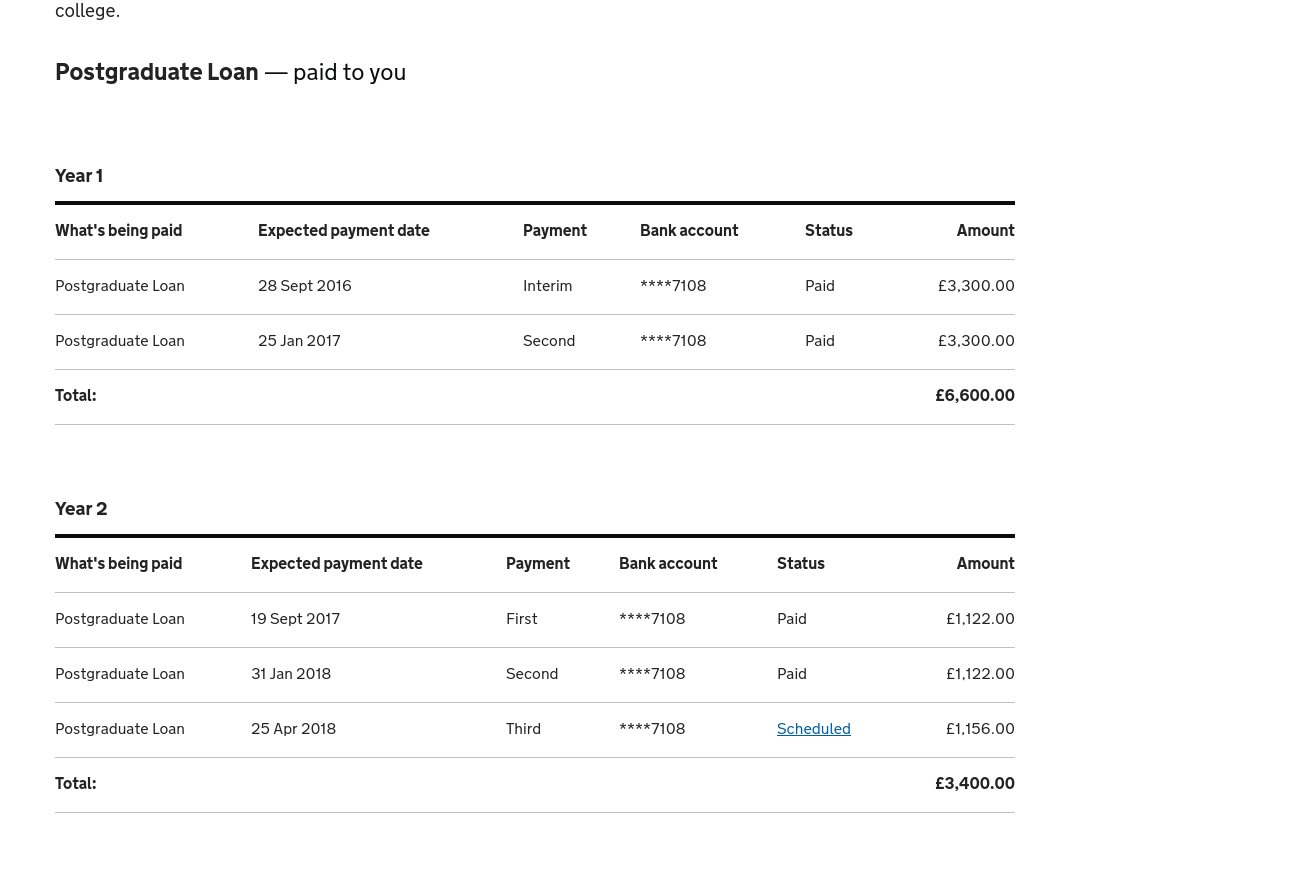 college.
Postgraduate Loan — paid to you
Year 1
What's being paid Expected payment date Payment Bank account Status Amount
Postgraduate Loan 28 Sept 2016 Interim ****7108 Paid £3,300.00
Postgraduate Loan 25 Jan 2017 Second ****7108 Paid £3,300.00
Total: £6,600.00
Year 2
What's being paid Expected payment date Payment Bank account Status Amount
Postgraduate Loan 19 Sept 2017 First ****7108 Paid £1,122.00
Postgraduate Loan 31 Jan 2018 Second ****7108 Paid £1,122.00
Postgraduate Loan 25 Apr 2018 Third ****7108 Scheduled £1,156.00
Total: £3,400.00